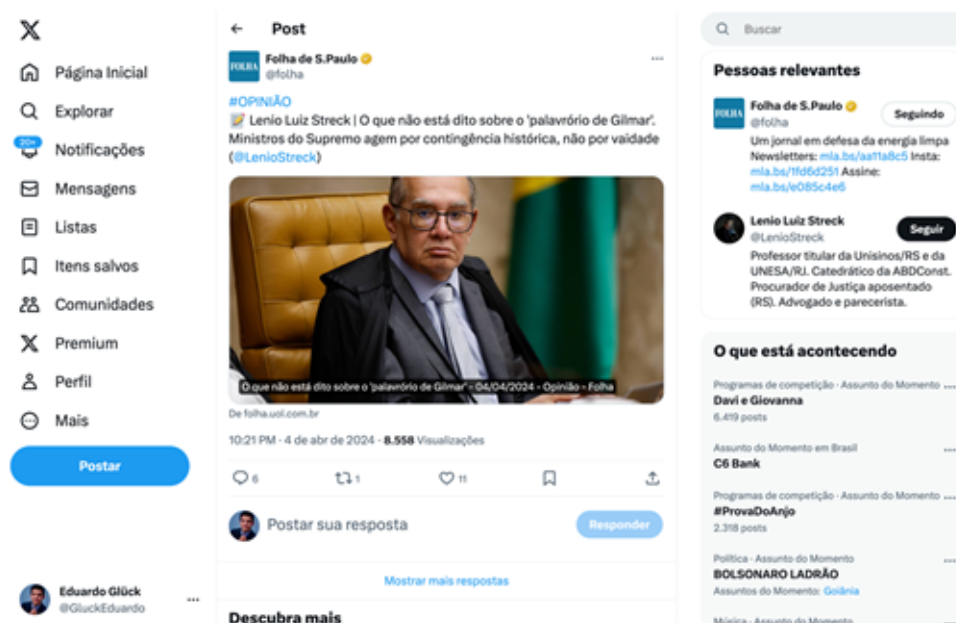 Página Inicial
Explorar
20+
Notificações
Mensagens
Listas
Itens salvos
Comunidades
Premium
Perfil
Mais
Postar
Eduardo Glück
@GluckEduardo
Post
FOLHA
Folha de S.Paulo
@folha
#OPINIÃO
Lenio Luiz Streck | O que não está dito sobre o 'palavrório de Gilmar'.
Ministros do Supremo agem por contingência histórica, não por vaidade
(@LenioStreck)
O que não está dito sobre o 'palavrório de Gilmar' - 04/04/2024 - Opinião - Folha
De folha.uol.com.br
10:21 PM · 4 de abr de 2024 · 8.558 Visualizações
6
1
11
Postar sua resposta
Responder
Mostrar mais respostas
Descubra mais
Buscar
Pessoas relevantes
FOLHA
Folha de S.Paulo
@folha
Seguindo
Um jornal em defesa da energia limpa
Newsletters: mla.bs/aa11a8c5 Insta:
mla.bs/1fd6d251 Assine:
mla.bs/e085c4e6
Lenio Luiz Streck
@LenioStreck
Seguir
Professor titular da Unisinos/RS e da
UNESA/RJ. Catedrático da ABDConst.
Procurador de Justiça aposentado
(RS). Advogado e parecerista.
O que está acontecendo
Programas de competição · Assunto do Momento
Davi e Giovanna
6.419 posts
Assunto do Momento em Brasil
C6 Bank
Programas de competição · Assunto do Momento
#ProvaDoAnjo
2.318 posts
Política · Assunto do Momento
BOLSONARO LADRÃO
Assuntos do Momento: Goiânia
Música · Assunto do Momento